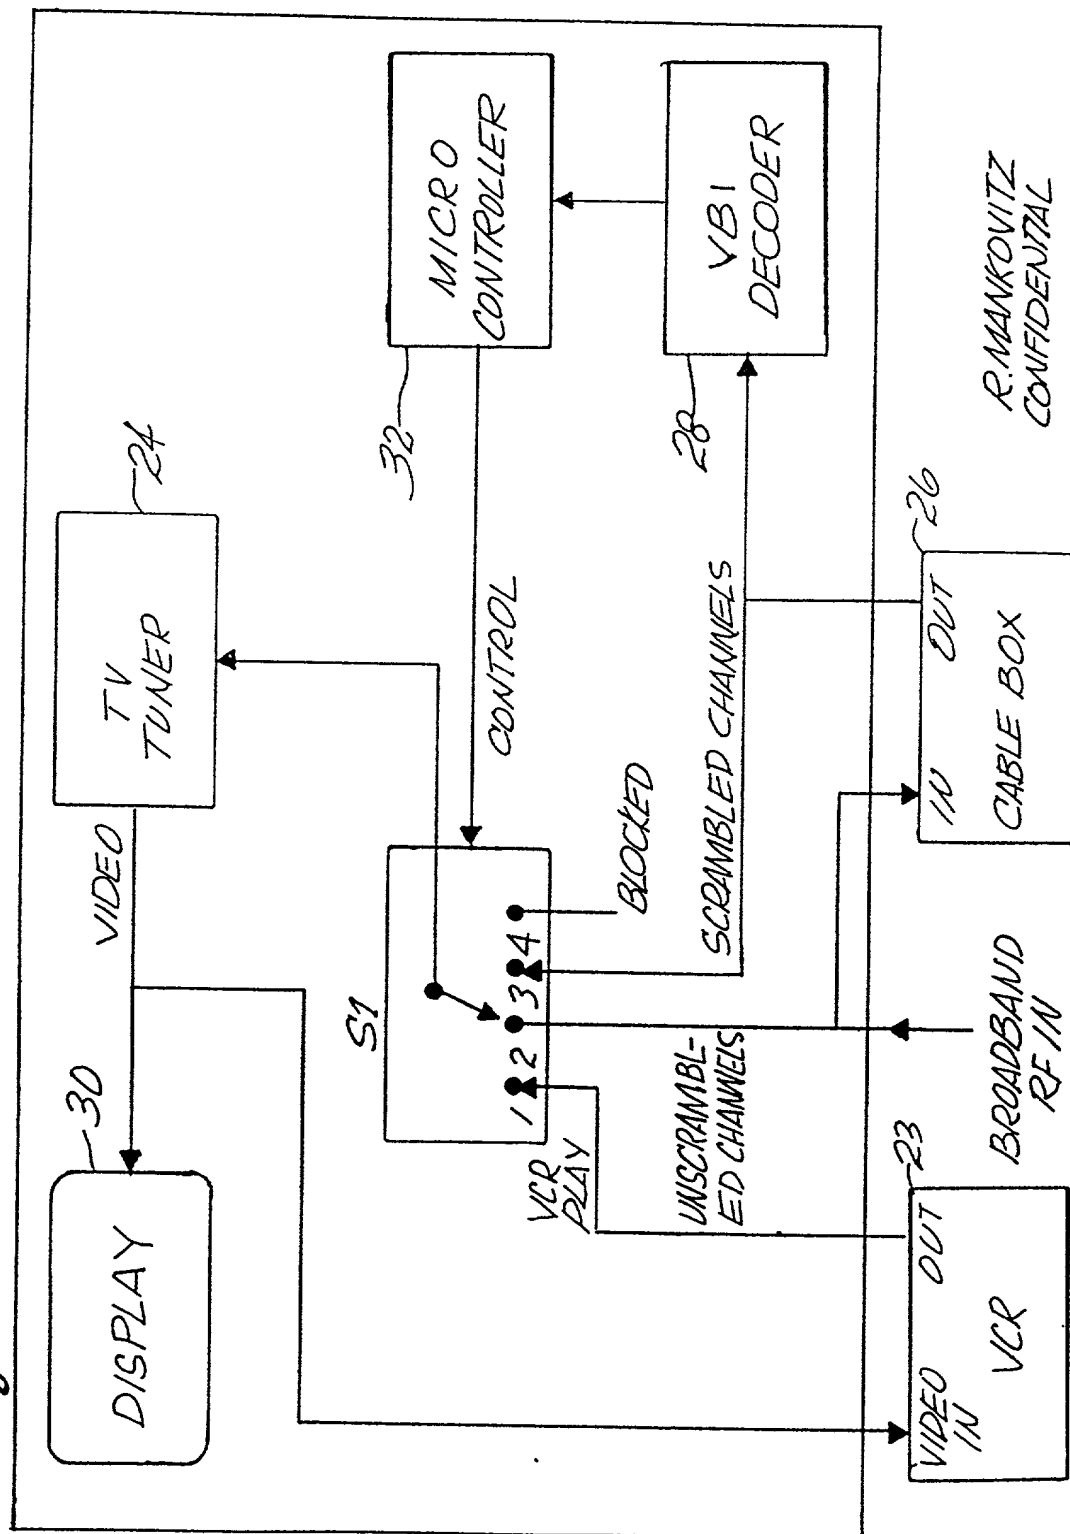 30
DISPLAY
VIDEO
24
TV
TUNER
32
MICRO
CONTROLLER
S1
1
2
3
4
CONTROL
BLOCKED
VCR
PLAY
UNSCRAMBL-
ED CHANNELS
SCRAMBLED CHANNELS
28
VBI
DECODER
23
VIDEO
IN
OUT
VCR
BROADBAND
RF IN
26
IN
OUT
CABLE BOX
R.MANKOVITZ
CONFIDENTAL